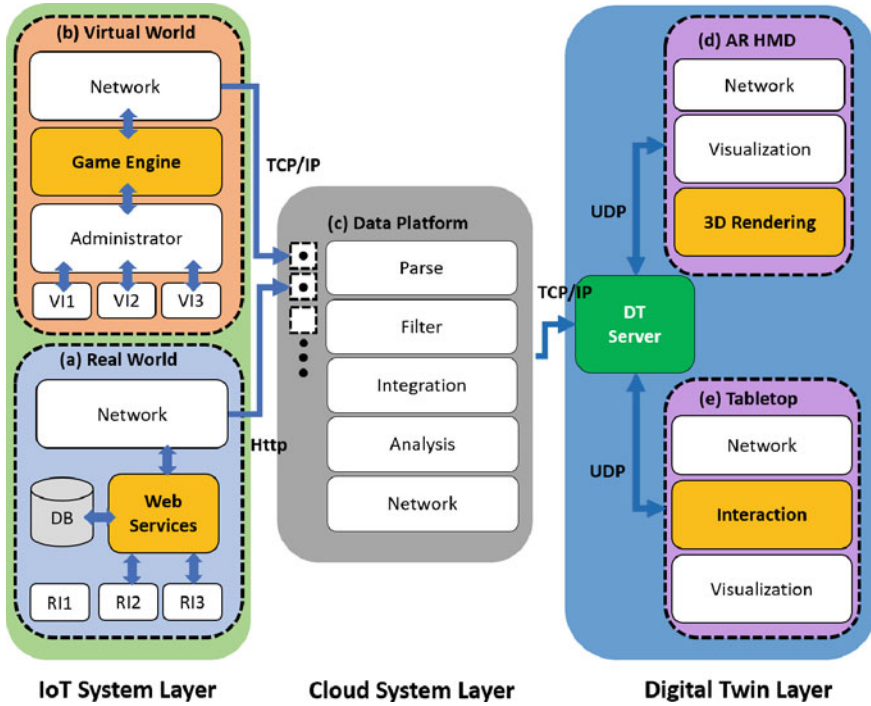 (b) Virtual World
Network
Game Engine
Administrator
VI1 VI2 VI3
(a) Real World
Network
DB
Web
Services
RI1 RI2 RI3
IoT System Layer
TCP/IP
Http
(c) Data Platform
Parse
Filter
Integration
Analysis
Network
Cloud System Layer
TCP/IP
DT
Server
UDP
UDP
(d) AR HMD
Network
Visualization
3D Rendering
(e) Tabletop
Network
Interaction
Visualization
Digital Twin Layer